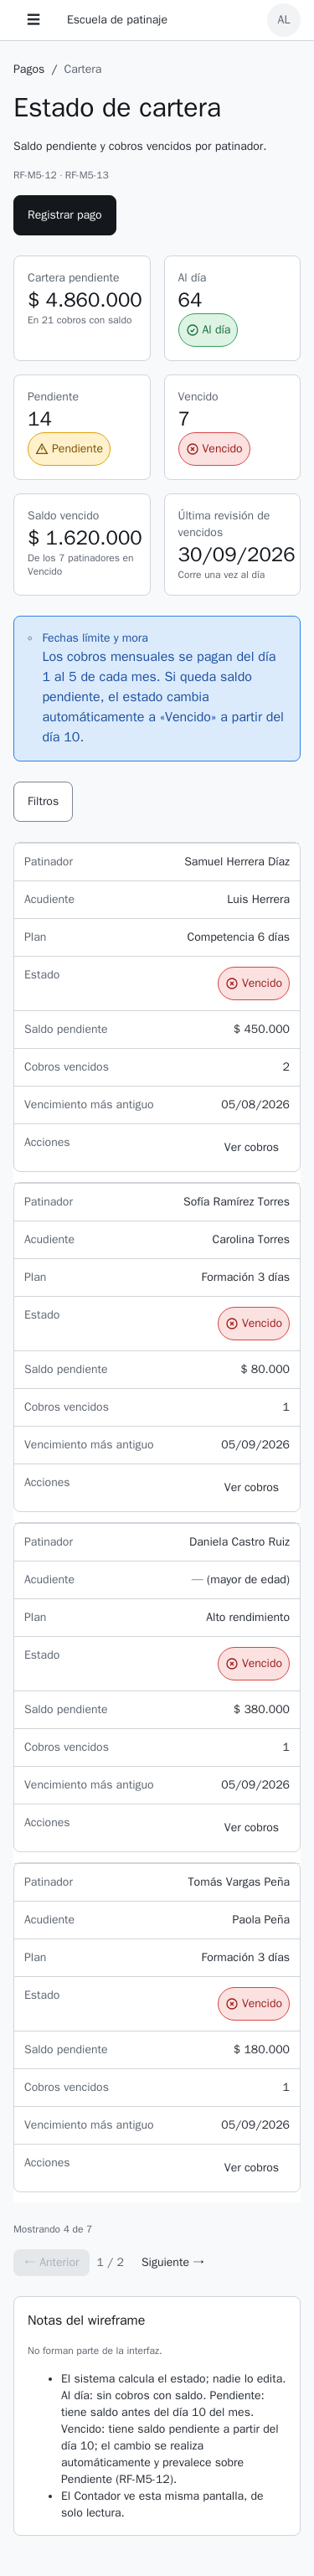 Escuela de patinaje
AL
Pagos / Cartera
Estado de cartera
Saldo pendiente y cobros vencidos por patinador.
RF-M5-12 · RF-M5-13
Registrar pago
Cartera pendiente
$ 4.860.000
En 21 cobros con saldo
Al día
64
Al día
Pendiente
14
Pendiente
Vencido
7
Vencido
Saldo vencido
$ 1.620.000
De los 7 patinadores en
Vencido
Última revisión de
vencidos
30/09/2026
Corre una vez al día
Fechas límite y mora
Los cobros mensuales se pagan del día
1 al 5 de cada mes. Si queda saldo
pendiente, el estado cambia
automáticamente a «Vencido» a partir del
día 10.
Filtros
Patinador Samuel Herrera Díaz
Acudiente Luis Herrera
Plan Competencia 6 días
Estado Vencido
Saldo pendiente $ 450.000
Cobros vencidos 2
Vencimiento más antiguo 05/08/2026
Acciones Ver cobros
Patinador Sofía Ramírez Torres
Acudiente Carolina Torres
Plan Formación 3 días
Estado Vencido
Saldo pendiente $ 80.000
Cobros vencidos 1
Vencimiento más antiguo 05/09/2026
Acciones Ver cobros
Patinador Daniela Castro Ruiz
Acudiente — (mayor de edad)
Plan Alto rendimiento
Estado Vencido
Saldo pendiente $ 380.000
Cobros vencidos 1
Vencimiento más antiguo 05/09/2026
Acciones Ver cobros
Patinador Tomás Vargas Peña
Acudiente Paola Peña
Plan Formación 3 días
Estado Vencido
Saldo pendiente $ 180.000
Cobros vencidos 1
Vencimiento más antiguo 05/09/2026
Acciones Ver cobros
Mostrando 4 de 7
← Anterior 1 / 2 Siguiente →
Notas del wireframe
No forman parte de la interfaz.
• El sistema calcula el estado; nadie lo edita.
Al día: sin cobros con saldo. Pendiente:
tiene saldo antes del día 10 del mes.
Vencido: tiene saldo pendiente a partir del
día 10; el cambio se realiza
automáticamente y prevalece sobre
Pendiente (RF-M5-12).
• El Contador ve esta misma pantalla, de
solo lectura.